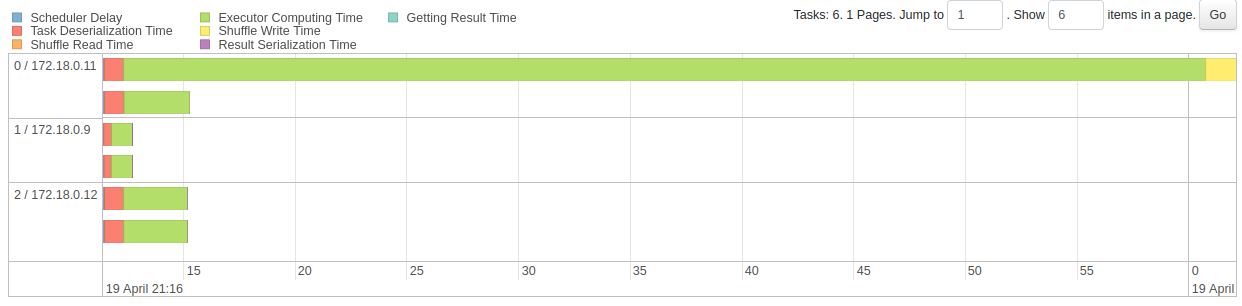 Scheduler Delay
Executor Computing Time
Getting Result Time
Task Deserialization Time
Shuffle Write Time
Shuffle Read Time
Result Serialization Time
Tasks: 6. 1 Pages. Jump to 1 . Show 6 items in a page. Go
0 / 172.18.0.11
1 / 172.18.0.9
2 / 172.18.0.12
15 20 25 30 35 40 45 50 55 0
19 April 21:16 19 April